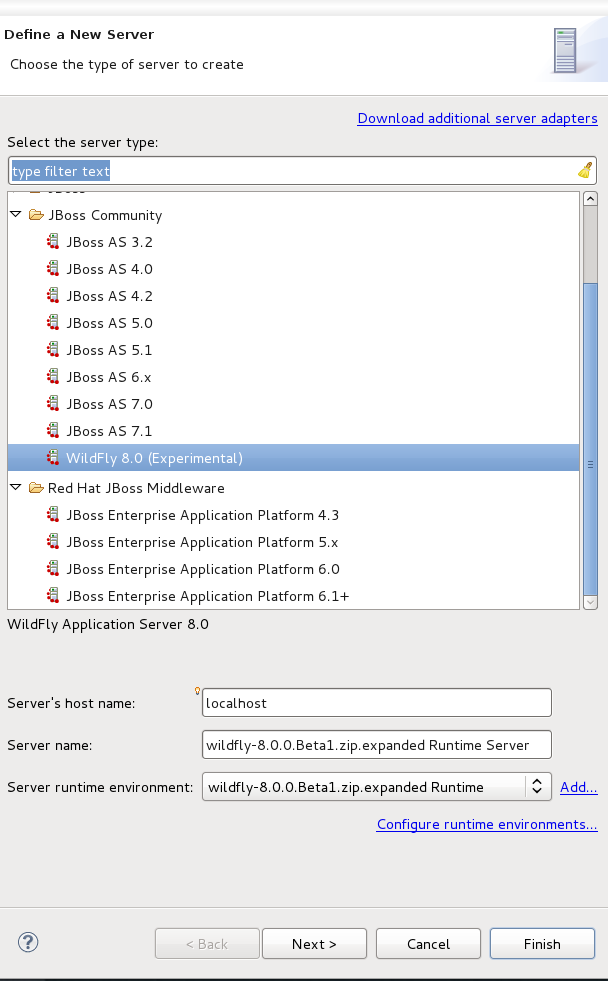 Define a New Server
Choose the type of server to create
Download additional server adapters
Select the server type:
type filter text
JBoss
JBoss Community
JBoss AS 3.2
JBoss AS 4.0
JBoss AS 4.2
JBoss AS 5.0
JBoss AS 5.1
JBoss AS 6.x
JBoss AS 7.0
JBoss AS 7.1
WildFly 8.0 (Experimental)
Red Hat JBoss Middleware
JBoss Enterprise Application Platform 4.3
JBoss Enterprise Application Platform 5.x
JBoss Enterprise Application Platform 6.0
JBoss Enterprise Application Platform 6.1+
WildFly Application Server 8.0
Server's host name: localhost
Server name: wildfly-8.0.0.Beta1.zip.expanded Runtime Server
Server runtime environment: wildfly-8.0.0.Beta1.zip.expanded Runtime Add...
Configure runtime environments...
? < Back Next > Cancel Finish